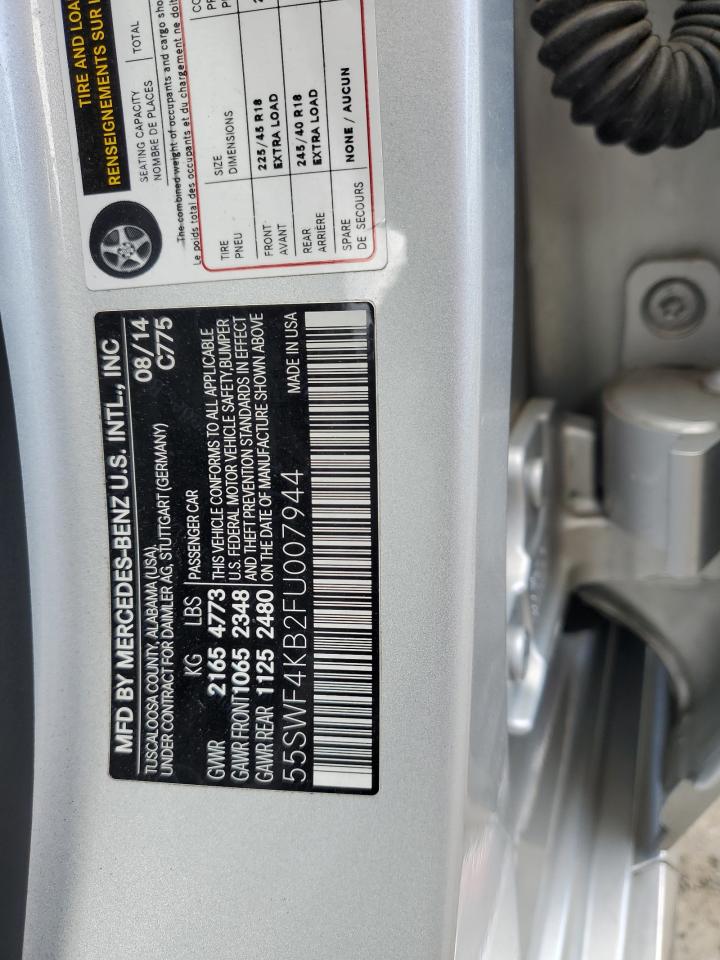 MFD BY MERCEDES-BENZ U.S. INTL., INC
TUSCALOOSA COUNTY, ALABAMA (USA) 08/14
UNDER CONTRACT FOR DAIMLER AG, STUTTGART (GERMANY) C775
KG LBS PASSENGER CAR
GVWR 2165 4773 THIS VEHICLE CONFORMS TO ALL APPLICABLE
GAWR FRONT 1065 2348 U.S. FEDERAL MOTOR VEHICLE SAFETY, BUMPER
GAWR REAR 1125 2480 AND THEFT PREVENTION STANDARDS IN EFFECT
ON THE DATE OF MANUFACTURE SHOWN ABOVE
55SWF4KB2FU007944 MADE IN USA
TIRE AND
RENSEIGNEMENTS SUR
SEATING CAPACITY TOTAL
NOMBRE DE PLACES
The combined weight of occupants and cargo
Le poids total des occupants et du chargement ne doit
TIRE SIZE
PNEU DIMENSIONS
FRONT 225/45 R18
AVANT EXTRA LOAD
REAR 245/40 R18
ARRIÈRE EXTRA LOAD
SPARE NONE / AUCUN
DE SECOURS